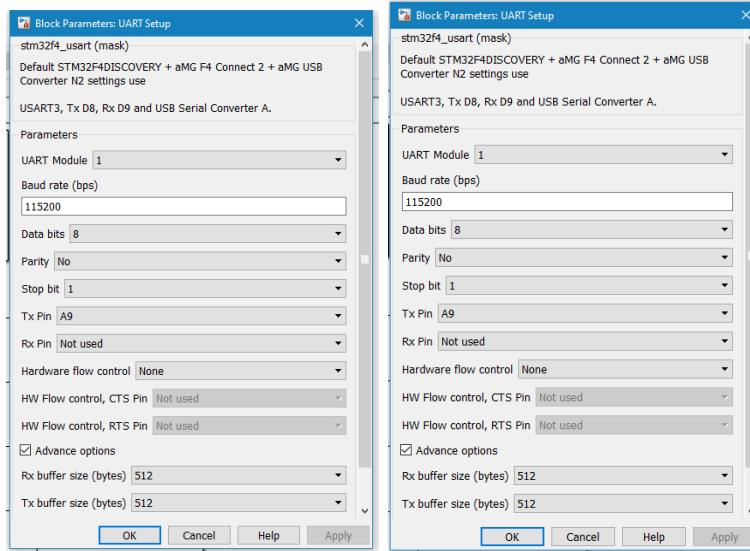 Block Parameters: UART Setup
stm32f4_usart (mask)
Default STM32F4DISCOVERY + aMG F4 Connect 2 + aMG USB
Converter N2 settings use
USART3, Tx D8, Rx D9 and USB Serial Converter A.
Parameters
UART Module 1
Baud rate (bps)
115200
Data bits 8
Parity No
Stop bit 1
Tx Pin A9
Rx Pin Not used
Hardware flow control None
HW Flow control, CTS Pin Not used
HW Flow control, RTS Pin Not used
Advance options
Rx buffer size (bytes) 512
Tx buffer size (bytes) 512
OK Cancel Help Apply
Block Parameters: UART Setup
stm32f4_usart (mask)
Default STM32F4DISCOVERY + aMG F4 Connect 2 + aMG USB
Converter N2 settings use
USART3, Tx D8, Rx D9 and USB Serial Converter A.
Parameters
UART Module 1
Baud rate (bps)
115200
Data bits 8
Parity No
Stop bit 1
Tx Pin A9
Rx Pin Not used
Hardware flow control None
HW Flow control, CTS Pin Not used
HW Flow control, RTS Pin Not used
Advance options
Rx buffer size (bytes) 512
Tx buffer size (bytes) 512
OK Cancel Help Apply